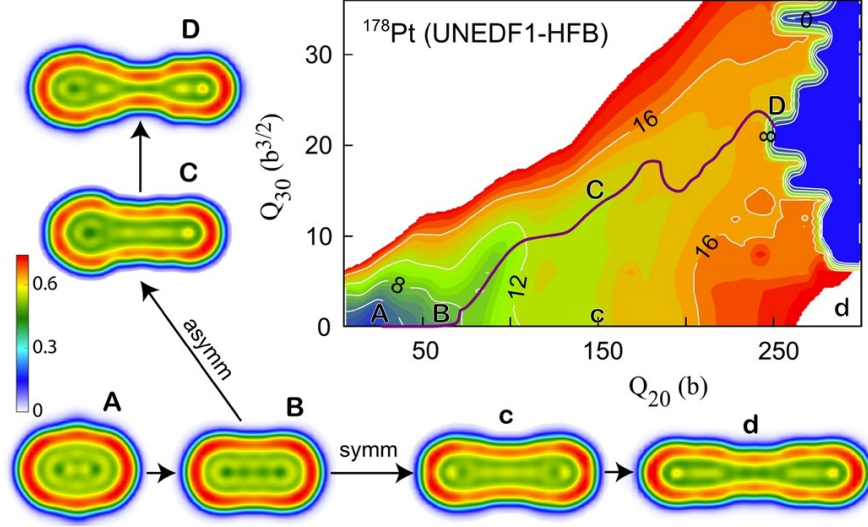 D
C
asymm
0.6
0.3
0
A
B
symm
c
d
178Pt (UNEDF1-HFB)
Q30 (b3/2)
30
20
10
0
50
150
250
Q20 (b)
0
16
D
8
C
16
8
12
A
B
c
d